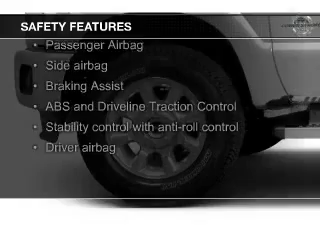 SAFETY FEATURES
• Passenger Airbag
• Side airbag
• Braking Assist
• ABS and Driveline Traction Control
• Stability control with anti-roll control
• Driver airbag